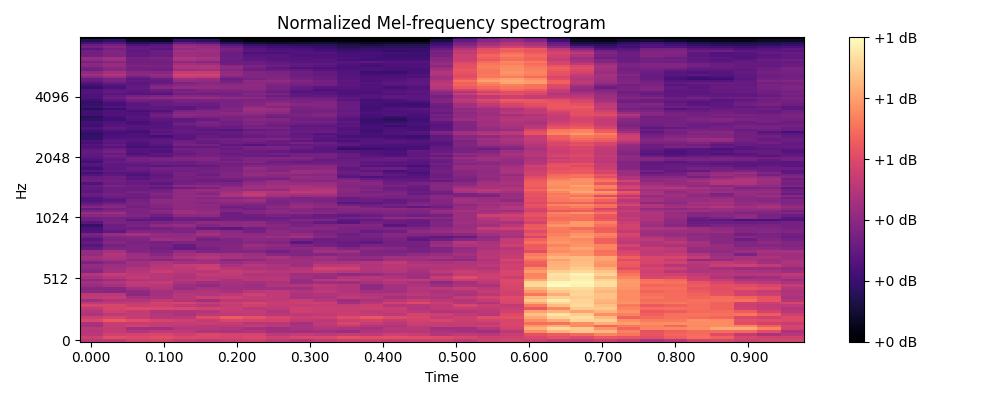 Normalized Mel-frequency spectrogram
Hz
4096
2048
1024
512
0
0.000 0.100 0.200 0.300 0.400 0.500 0.600 0.700 0.800 0.900
Time
+1 dB
+1 dB
+1 dB
+0 dB
+0 dB
+0 dB